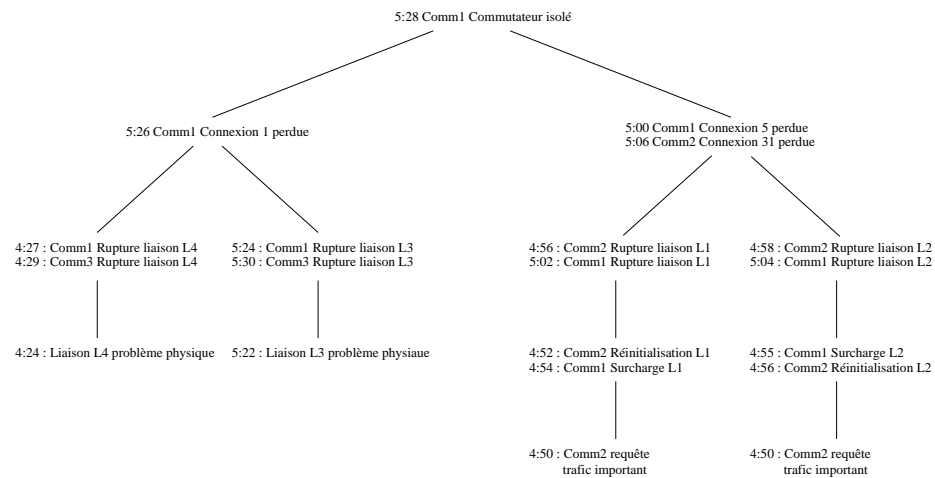 5:28 Comm1 Commutateur isolé
5:26 Comm1 Connexion 1 perdue
5:00 Comm1 Connexion 5 perdue
5:06 Comm2 Connexion 31 perdue
4:27 : Comm1 Rupture liaison L4
4:29 : Comm3 Rupture liaison L4
5:24 : Comm1 Rupture liaison L3
5:30 : Comm3 Rupture liaison L3
4:56 : Comm2 Rupture liaison L1
5:02 : Comm1 Rupture liaison L1
4:58 : Comm2 Rupture liaison L2
5:04 : Comm1 Rupture liaison L2
4:24 : Liaison L4 problème physique
5:22 : Liaison L3 problème physiaue
4:52 : Comm2 Réinitialisation L1
4:54 : Comm1 Surcharge L1
4:55 : Comm1 Surcharge L2
4:56 : Comm2 Réinitialisation L2
4:50 : Comm2 requête
trafic important
4:50 : Comm2 requête
trafic important